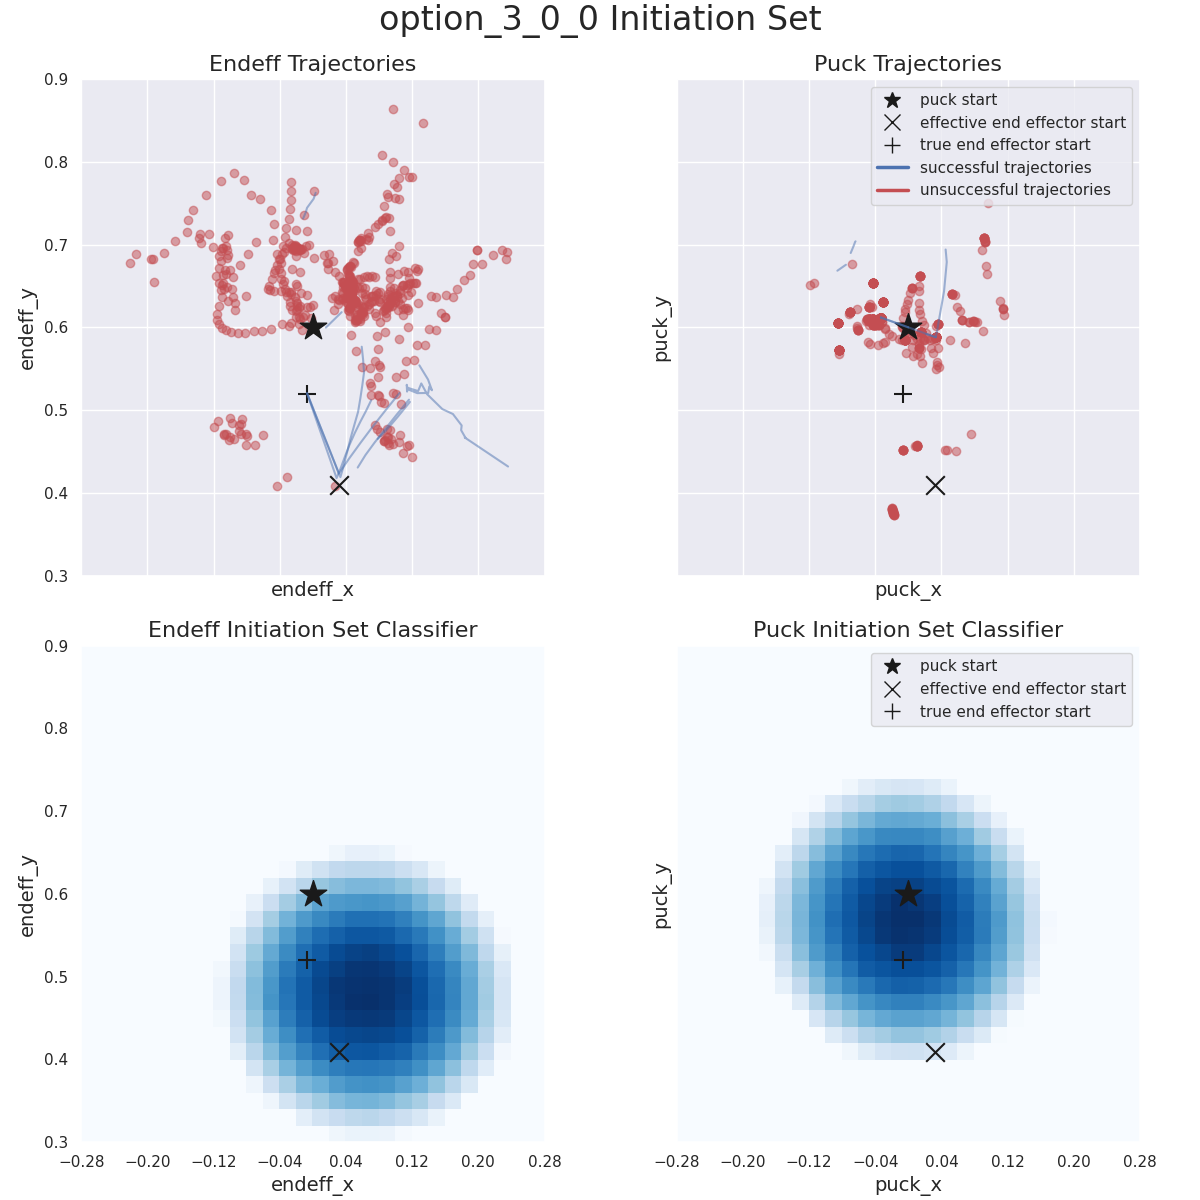 option_3_0_0 Initiation Set
Endeff Trajectories
Puck Trajectories
0.9
0.8
0.7
0.6
0.5
0.4
0.3
endeff_y
endeff_x
puck_y
puck_x
puck start
effective end effector start
true end effector start
successful trajectories
unsuccessful trajectories
Endeff Initiation Set Classifier
Puck Initiation Set Classifier
0.9
0.8
0.7
0.6
0.5
0.4
0.3
endeff_y
−0.28 −0.20 −0.12 −0.04 0.04 0.12 0.20 0.28
endeff_x
puck_y
puck start
effective end effector start
true end effector start
−0.28 −0.20 −0.12 −0.04 0.04 0.12 0.20 0.28
puck_x